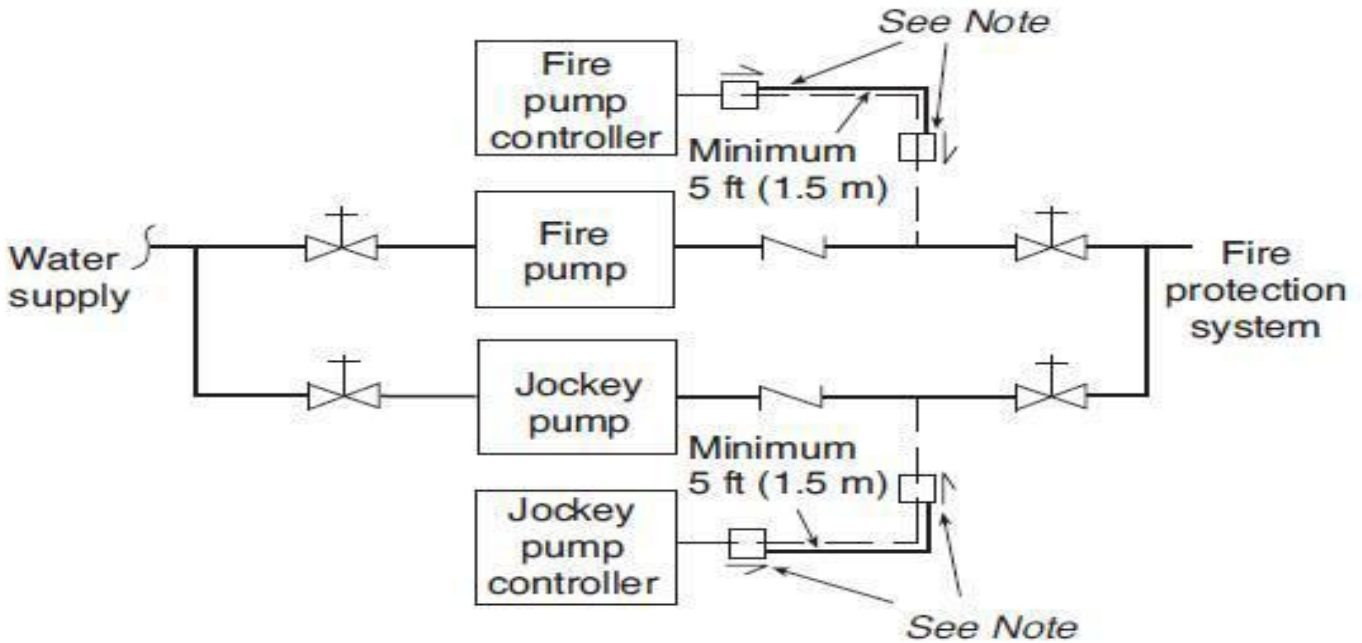 See Note
Fire
pump
controller
Minimum
5 ft (1.5 m)
Water
supply
Fire
pump
Fire
protection
system
Jockey
pump
Minimum
5 ft (1.5 m)
Jockey
pump
controller
See Note